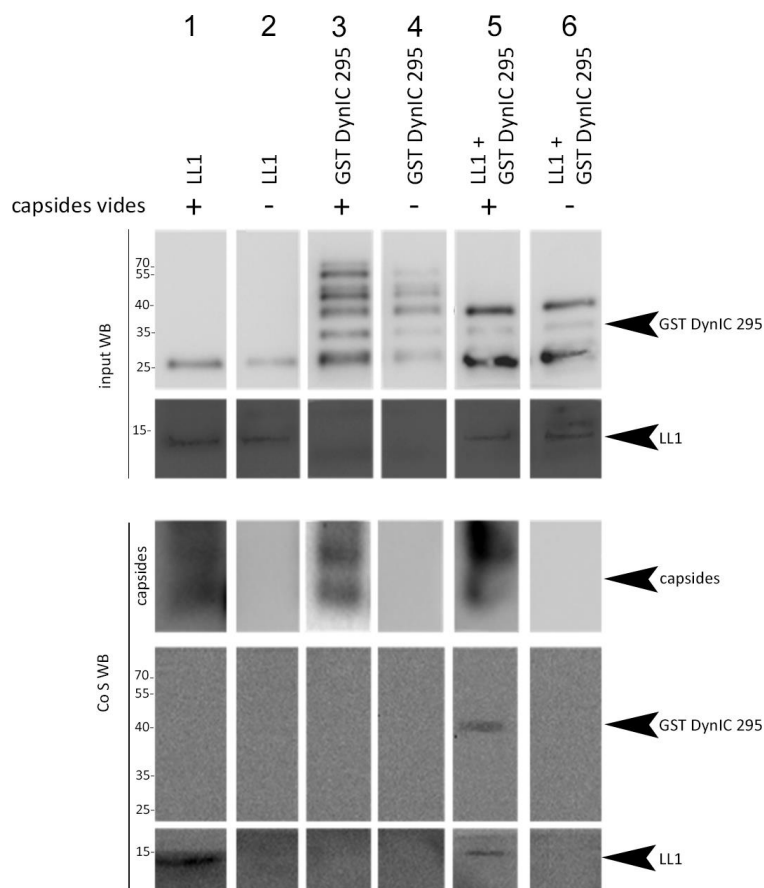 1 2 3 4 5 6
LL1
LL1
GST DynIC 295
GST DynIC 295
LL1 +
GST DynIC 295
LL1 +
GST DynIC 295
capsides vides + - + - + -
input WB
70-
55-
40-
35-
25-
GST DynIC 295
15-
LL1
Co S WB
capsides
capsides
70-
55-
40-
35-
25-
GST DynIC 295
15-
LL1